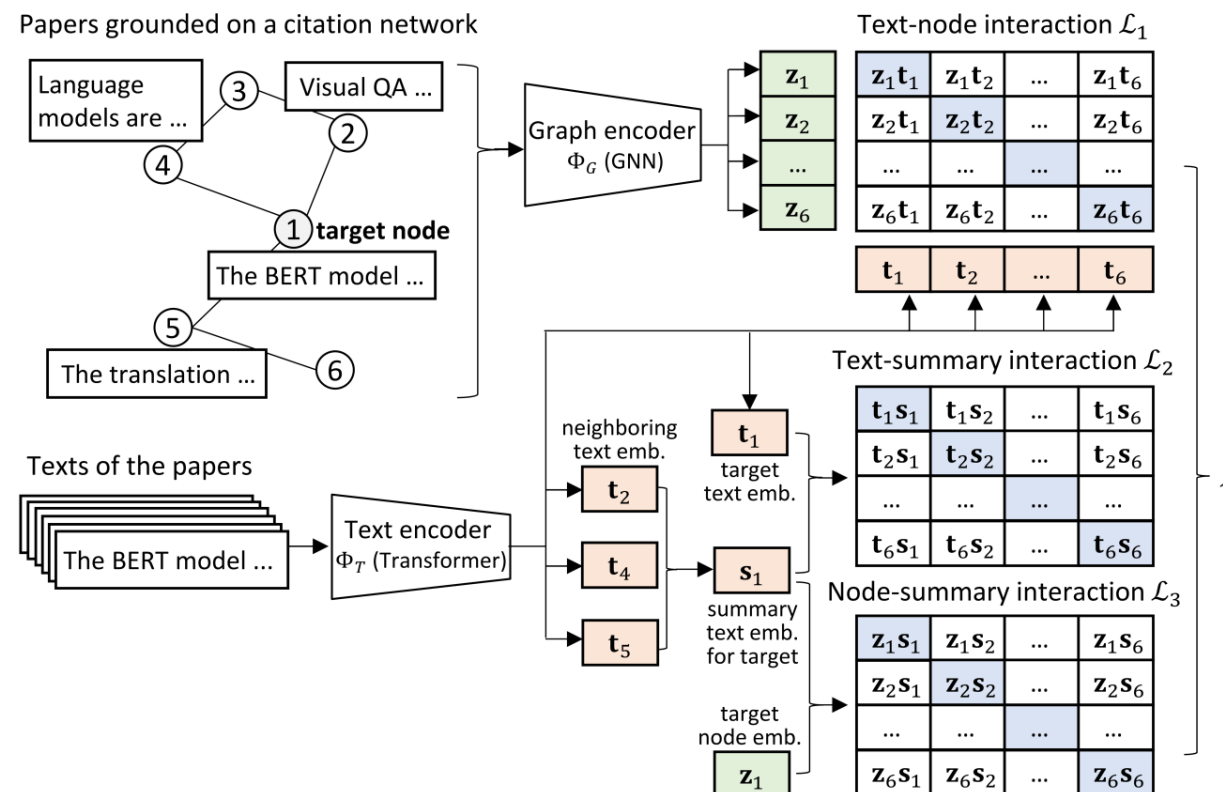 Papers grounded on a citation network
Language
models are ...
3
Visual QA ...
2
4
1 target node
The BERT model ...
5
The translation ...
6
Graph encoder
Φ_G (GNN)
z₁
z₂
...
z₆
Text-node interaction ℒ₁
z₁t₁ z₁t₂ ... z₁t₆
z₂t₁ z₂t₂ ... z₂t₆
... ... ... ...
z₆t₁ z₆t₂ ... z₆t₆
t₁ t₂ ... t₆
Texts of the papers
The BERT model ...
Text encoder
Φ_T (Transformer)
neighboring
text emb.
t₂
t₄
t₅
t₁
target
text emb.
s₁
summary
text emb.
for target
target
node emb.
z₁
Text-summary interaction ℒ₂
t₁s₁ t₁s₂ ... t₁s₆
t₂s₁ t₂s₂ ... t₂s₆
... ... ... ...
t₆s₁ t₆s₂ ... t₆s₆
Node-summary interaction ℒ₃
z₁s₁ z₁s₂ ... z₁s₆
z₂s₁ z₂s₂ ... z₂s₆
... ... ... ...
z₆s₁ z₆s₂ ... z₆s₆